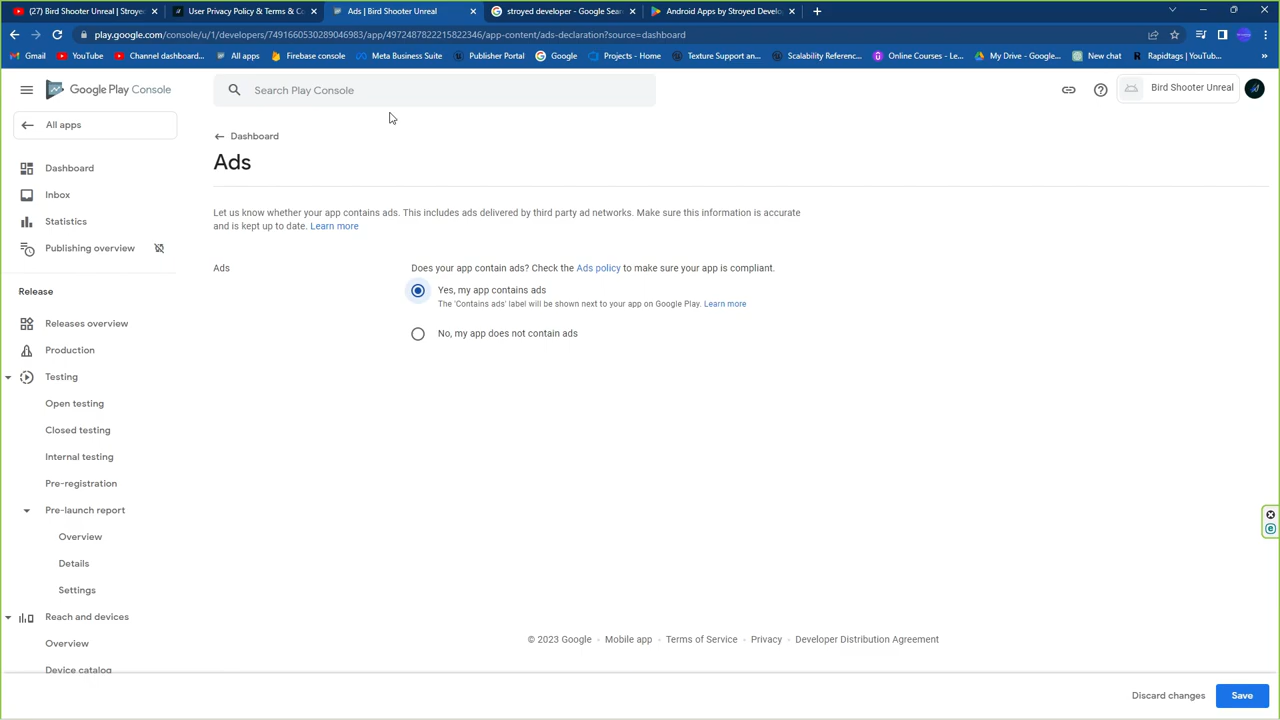 (27) Bird Shooter Unreal | Stroye
User Privacy Policy & Terms & Co
Ads | Bird Shooter Unreal
stroyed developer - Google Sear
Android Apps by Stroyed Develo
play.google.com/console/u/1/developers/7491660530289046983/app/4972487822215822346/app-content/ads-declaration?source=dashboard
Gmail
YouTube
Channel dashboard...
All apps
Firebase console
Meta Business Suite
Publisher Portal
Google
Projects - Home
Texture Support an...
Scalability Referenc...
Online Courses - Le...
My Drive - Google...
New chat
Rapidtags | YouTub...
Google Play Console
Search Play Console
Bird Shooter Unreal
All apps
Dashboard
Inbox
Statistics
Publishing overview
Release
Releases overview
Production
Testing
Open testing
Closed testing
Internal testing
Pre-registration
Pre-launch report
Overview
Details
Settings
Reach and devices
Overview
Device catalog
Dashboard
Ads
Let us know whether your app contains ads. This includes ads delivered by third party ad networks. Make sure this information is accurate
and is kept up to date. Learn more
Ads
Does your app contain ads? Check the Ads policy to make sure your app is compliant.
Yes, my app contains ads
The 'Contains ads' label will be shown next to your app on Google Play. Learn more
No, my app does not contain ads
© 2023 Google · Mobile app · Terms of Service · Privacy · Developer Distribution Agreement
Discard changes
Save